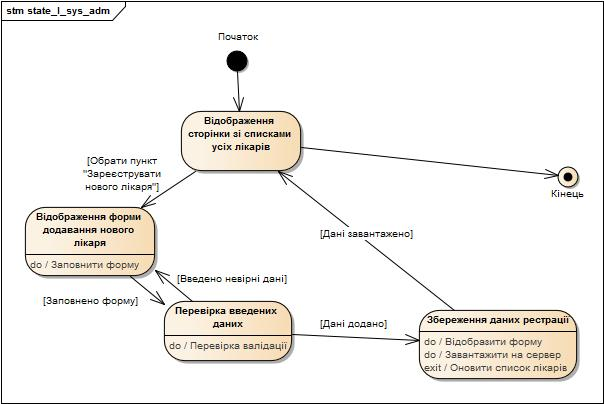 stm state_I_sys_adm
Початок
Відображення
сторінки зі списками
усіх лікарів
[Обрати пункт
"Зареєструвати
нового лікаря"]
Кінець
Відображення форми
додавання нового
лікаря
do / Заповнити форму
[Дані завантажено]
[Введено невірні дані]
[Заповнено форму]
Перевірка введених
даних
do / Перевірка валідації
[Дані додано]
Збереження даних рестрації
do / Відобразити форму
do / Завантажити на сервер
exit / Оновити список лікарів